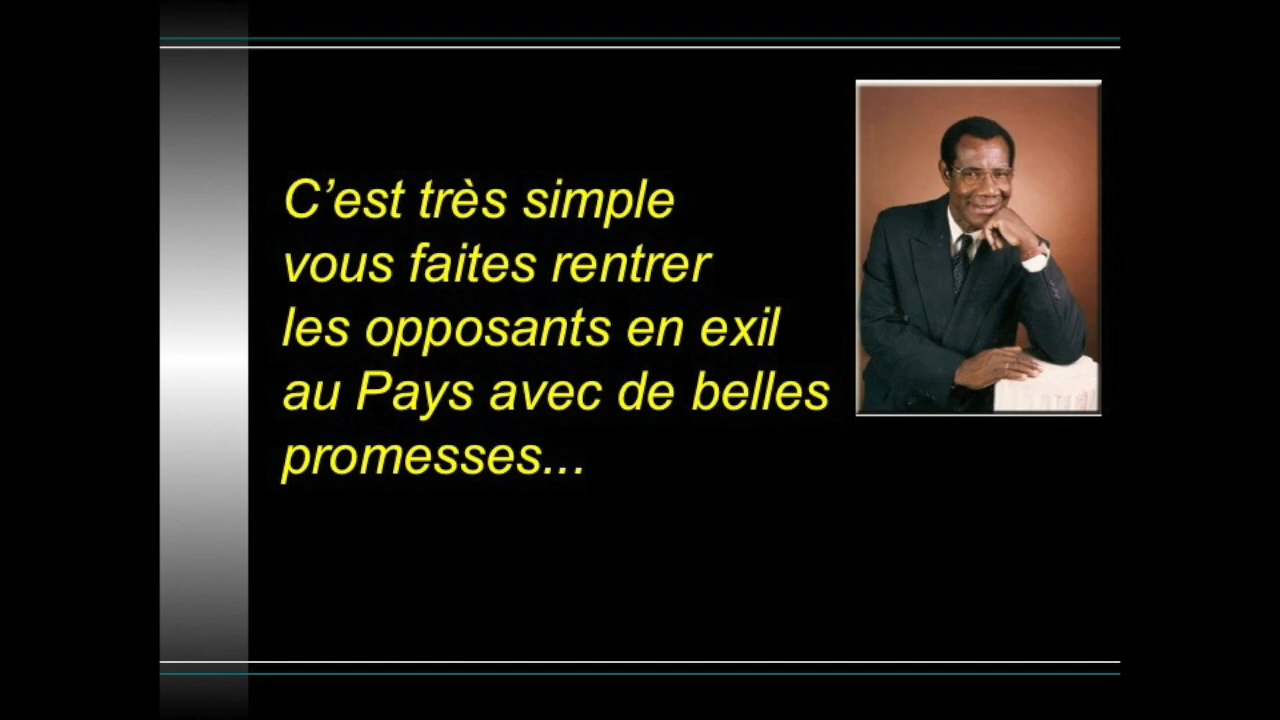 C’est très simple
vous faites rentrer
les opposants en exil
au Pays avec de belles
promesses...